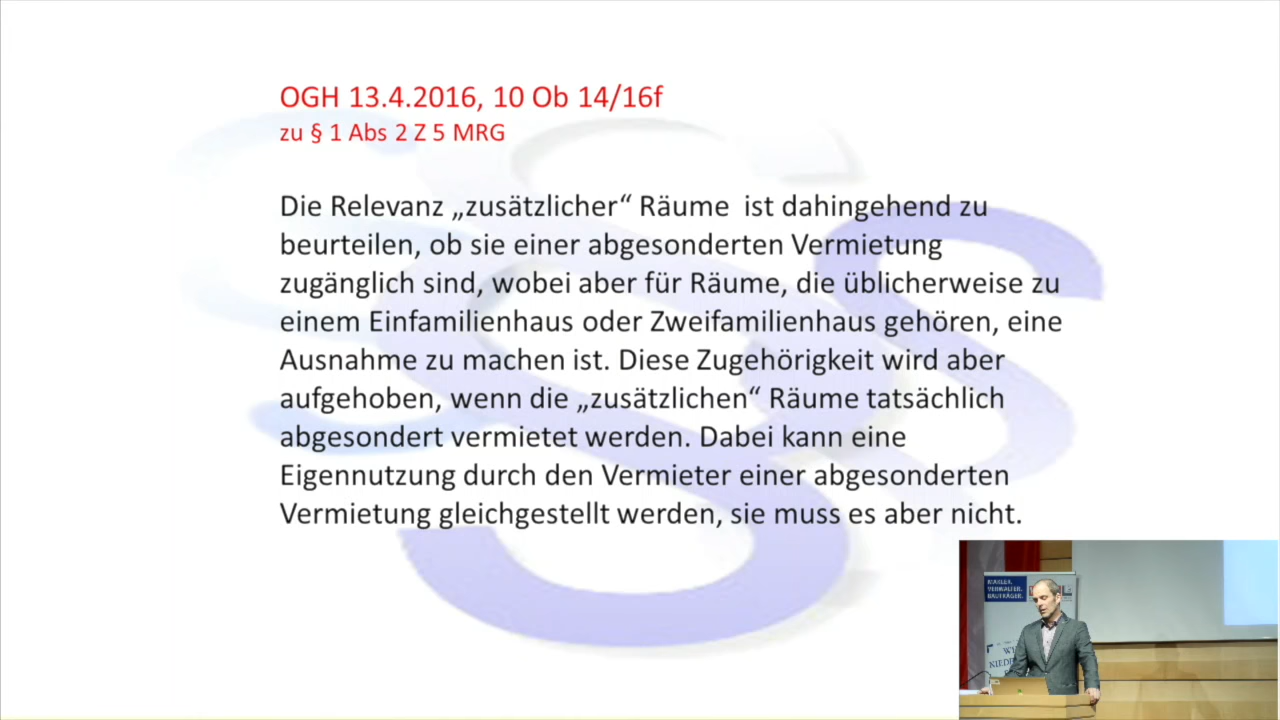 OGH 13.4.2016, 10 Ob 14/16f
zu § 1 Abs 2 Z 5 MRG
Die Relevanz „zusätzlicher“ Räume ist dahingehend zu
beurteilen, ob sie einer abgesonderten Vermietung
zugänglich sind, wobei aber für Räume, die üblicherweise zu
einem Einfamilienhaus oder Zweifamilienhaus gehören, eine
Ausnahme zu machen ist. Diese Zugehörigkeit wird aber
aufgehoben, wenn die „zusätzlichen“ Räume tatsächlich
abgesondert vermietet werden. Dabei kann eine
Eigennutzung durch den Vermieter einer abgesonderten
Vermietung gleichgestellt werden, sie muss es aber nicht.
MAKLER.
VERWALTER.
BAUTRÄGER.